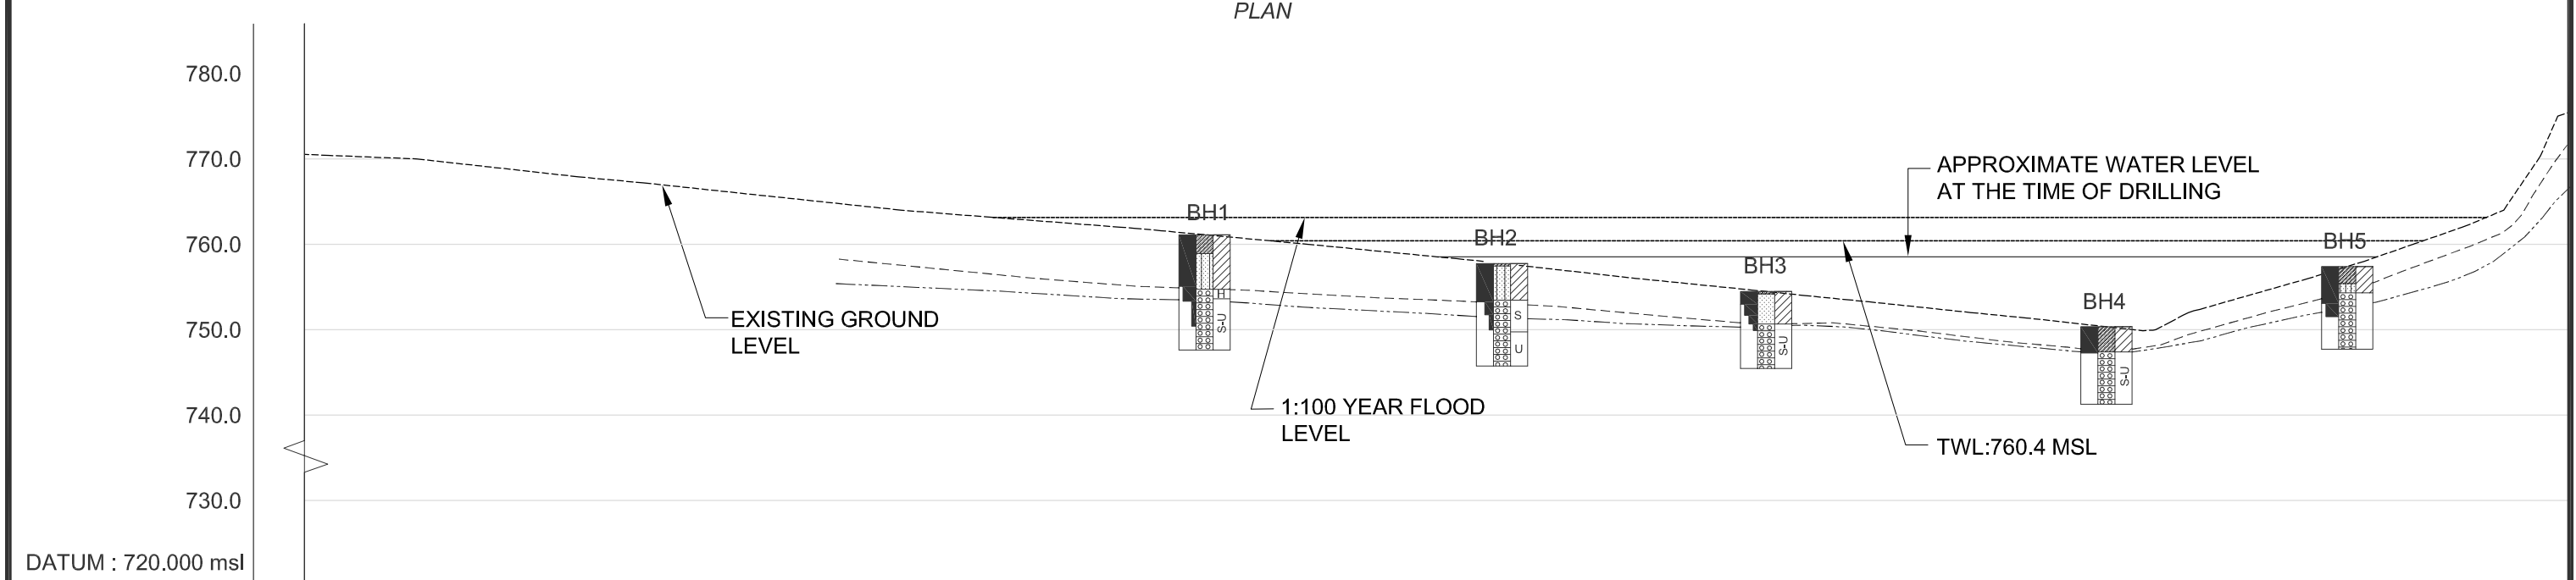 PLAN
780.0
770.0
760.0
750.0
740.0
730.0
DATUM : 720.000 msl
EXISTING GROUND
LEVEL
BH1
H
S-U
1:100 YEAR FLOOD
LEVEL
BH2
S
U
BH3
S-U
APPROXIMATE WATER LEVEL
AT THE TIME OF DRILLING
TWL:760.4 MSL
BH4
S-U
BH5